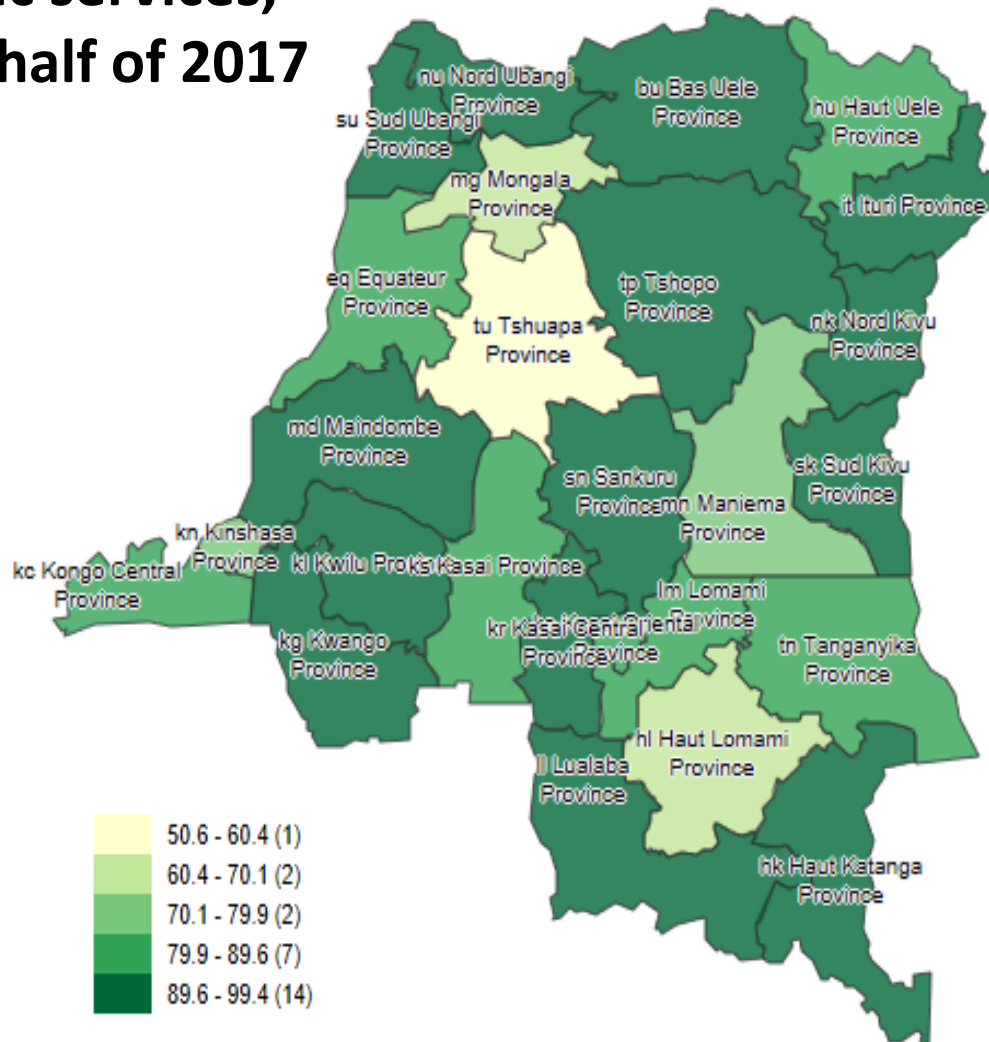 ic services,
half of 2017
nu Nord Ubangi
Province
bu Bas Uele
Province
hu Haut Uele
Province
su Sud Ubangi
Province
mg Mongala
Province
it Ituri Province
eq Equateur
Province
tp Tshopo
Province
tu Tshuapa
Province
nk Nord Kivu
Province
md Maindombe
Province
sn Sankuru
Province
sk Sud Kivu
Province
mn Maniema
Province
kn Kinshasa
Province
kc Kongo Central
Province
kl Kwilu Pro
ks Kasai Province
lm Lomami
Province
kr Kasai Central
Province
Oriental
Province
kg Kwango
Province
tn Tanganyika
Province
hl Haut Lomami
Province
ll Lualaba
Province
hk Haut Katanga
Province
50.6 - 60.4 (1)
60.4 - 70.1 (2)
70.1 - 79.9 (2)
79.9 - 89.6 (7)
89.6 - 99.4 (14)